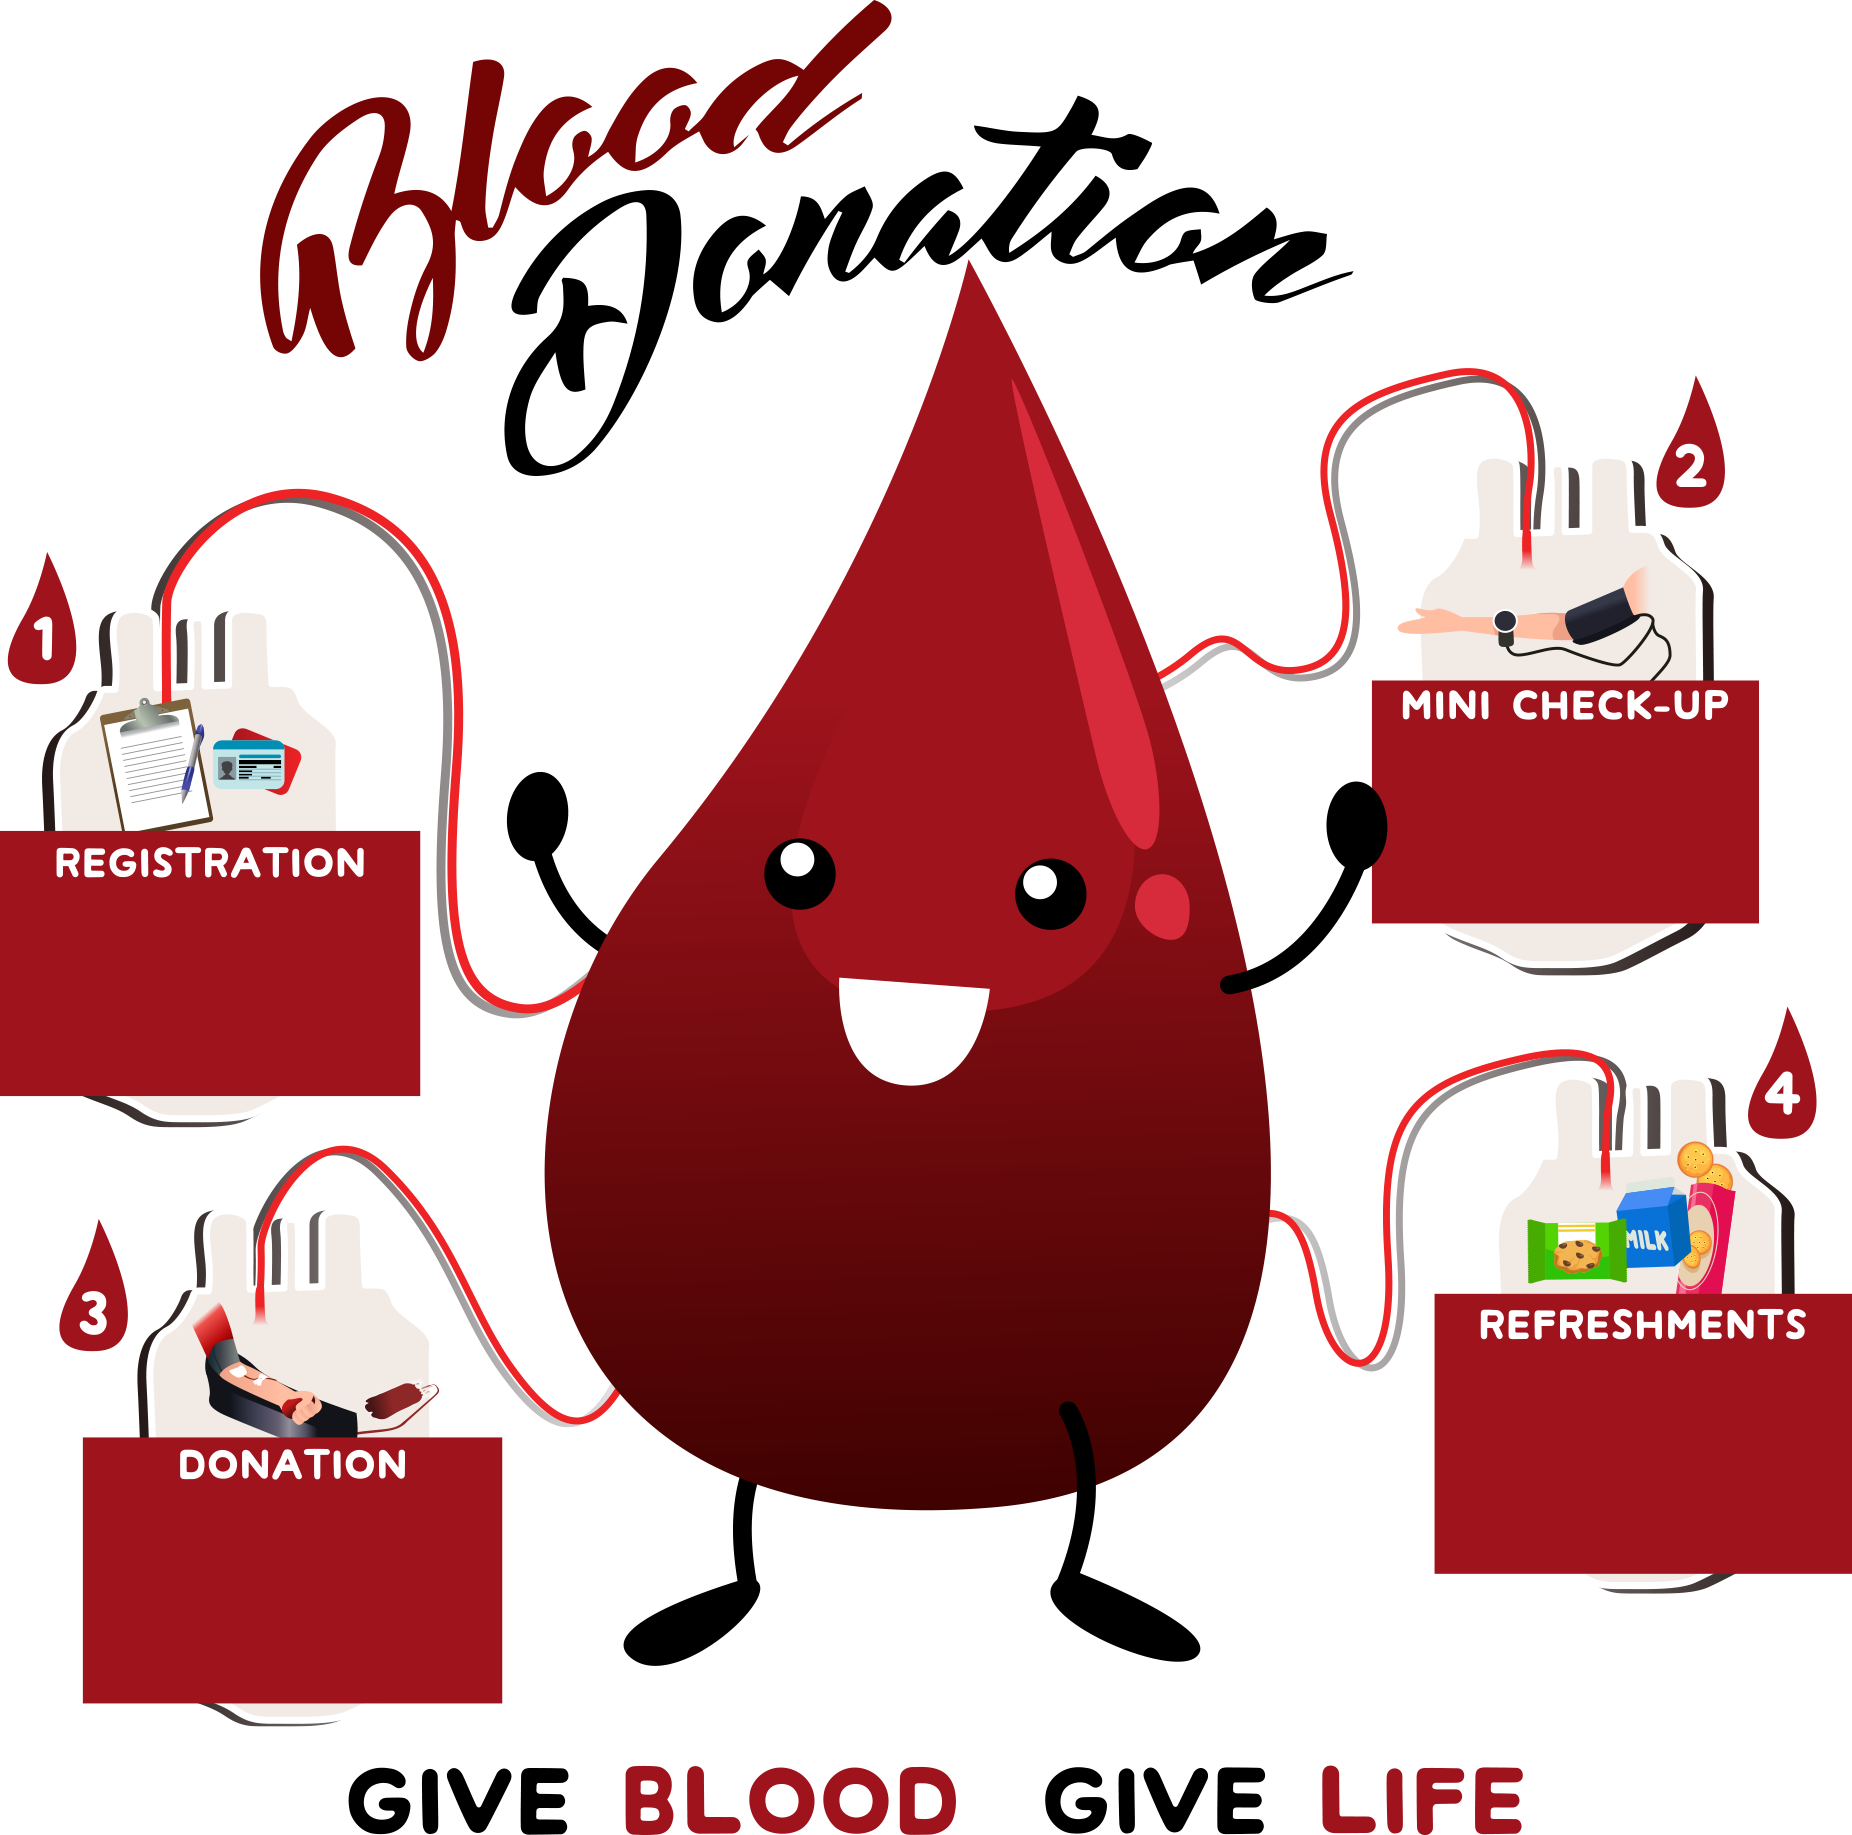 Blood
Donation
1
REGISTRATION
2
MINI CHECK-UP
3
DONATION
4
MILK
REFRESHMENTS
GIVE BLOOD GIVE LIFE